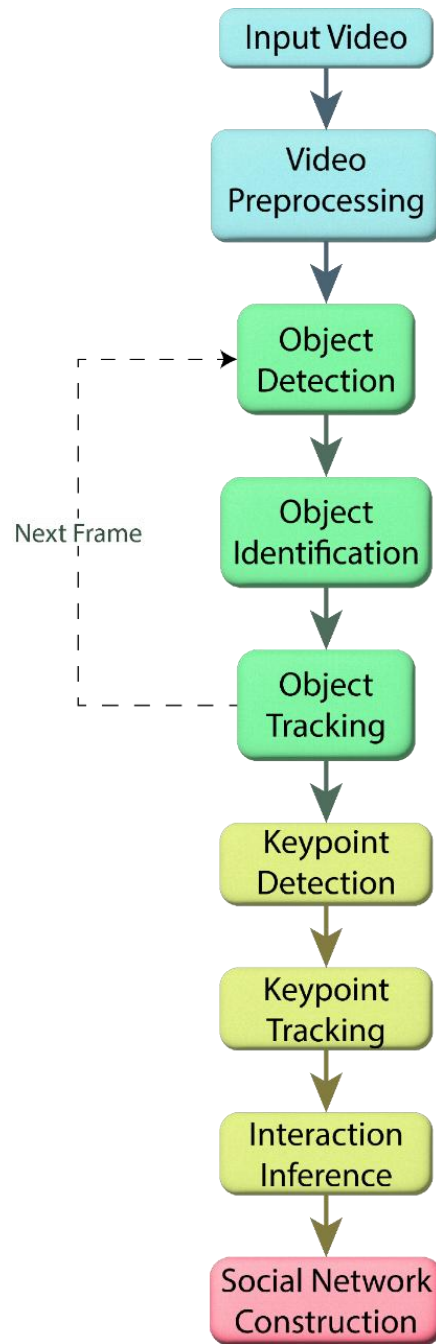 Input Video
Video
Preprocessing
Object
Detection
Object
Identification
Next Frame
Object
Tracking
Keypoint
Detection
Keypoint
Tracking
Interaction
Inference
Social Network
Construction